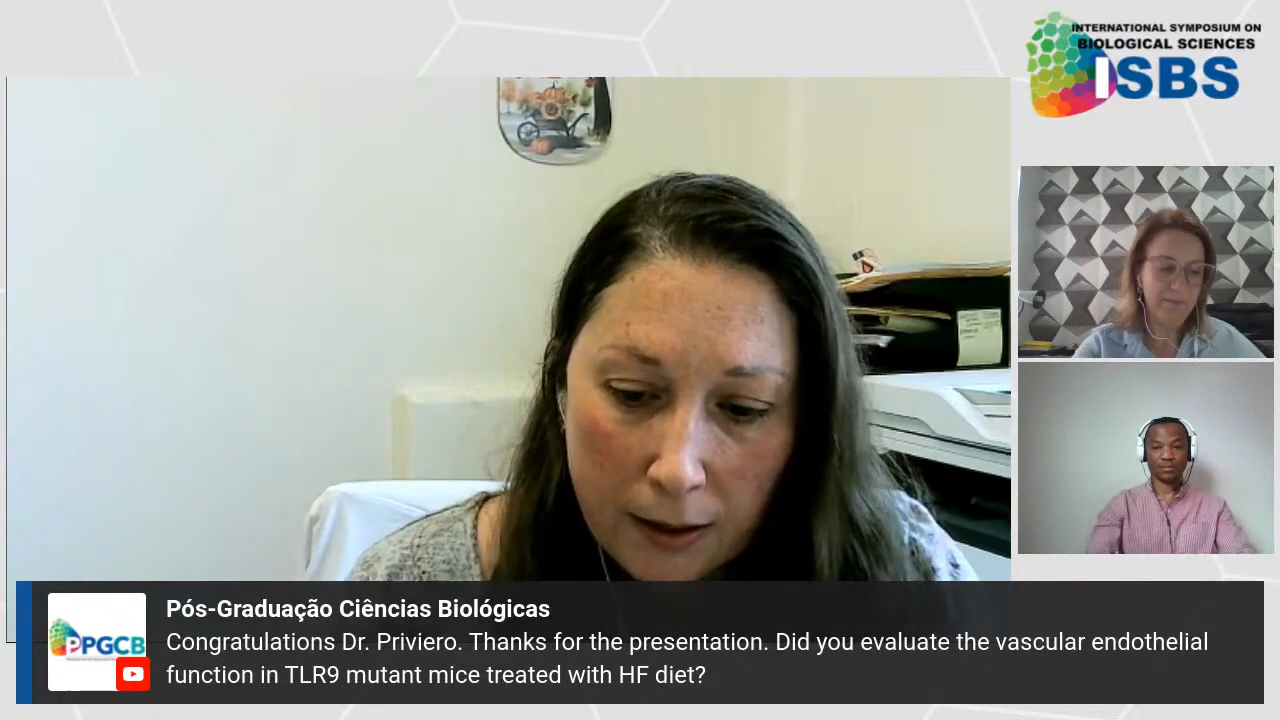 INTERNATIONAL SYMPOSIUM ON
BIOLOGICAL SCIENCES
ISBS
Pós-Graduação Ciências Biológicas
Congratulations Dr. Priviero. Thanks for the presentation. Did you evaluate the vascular endothelial
function in TLR9 mutant mice treated with HF diet?
PPGCB